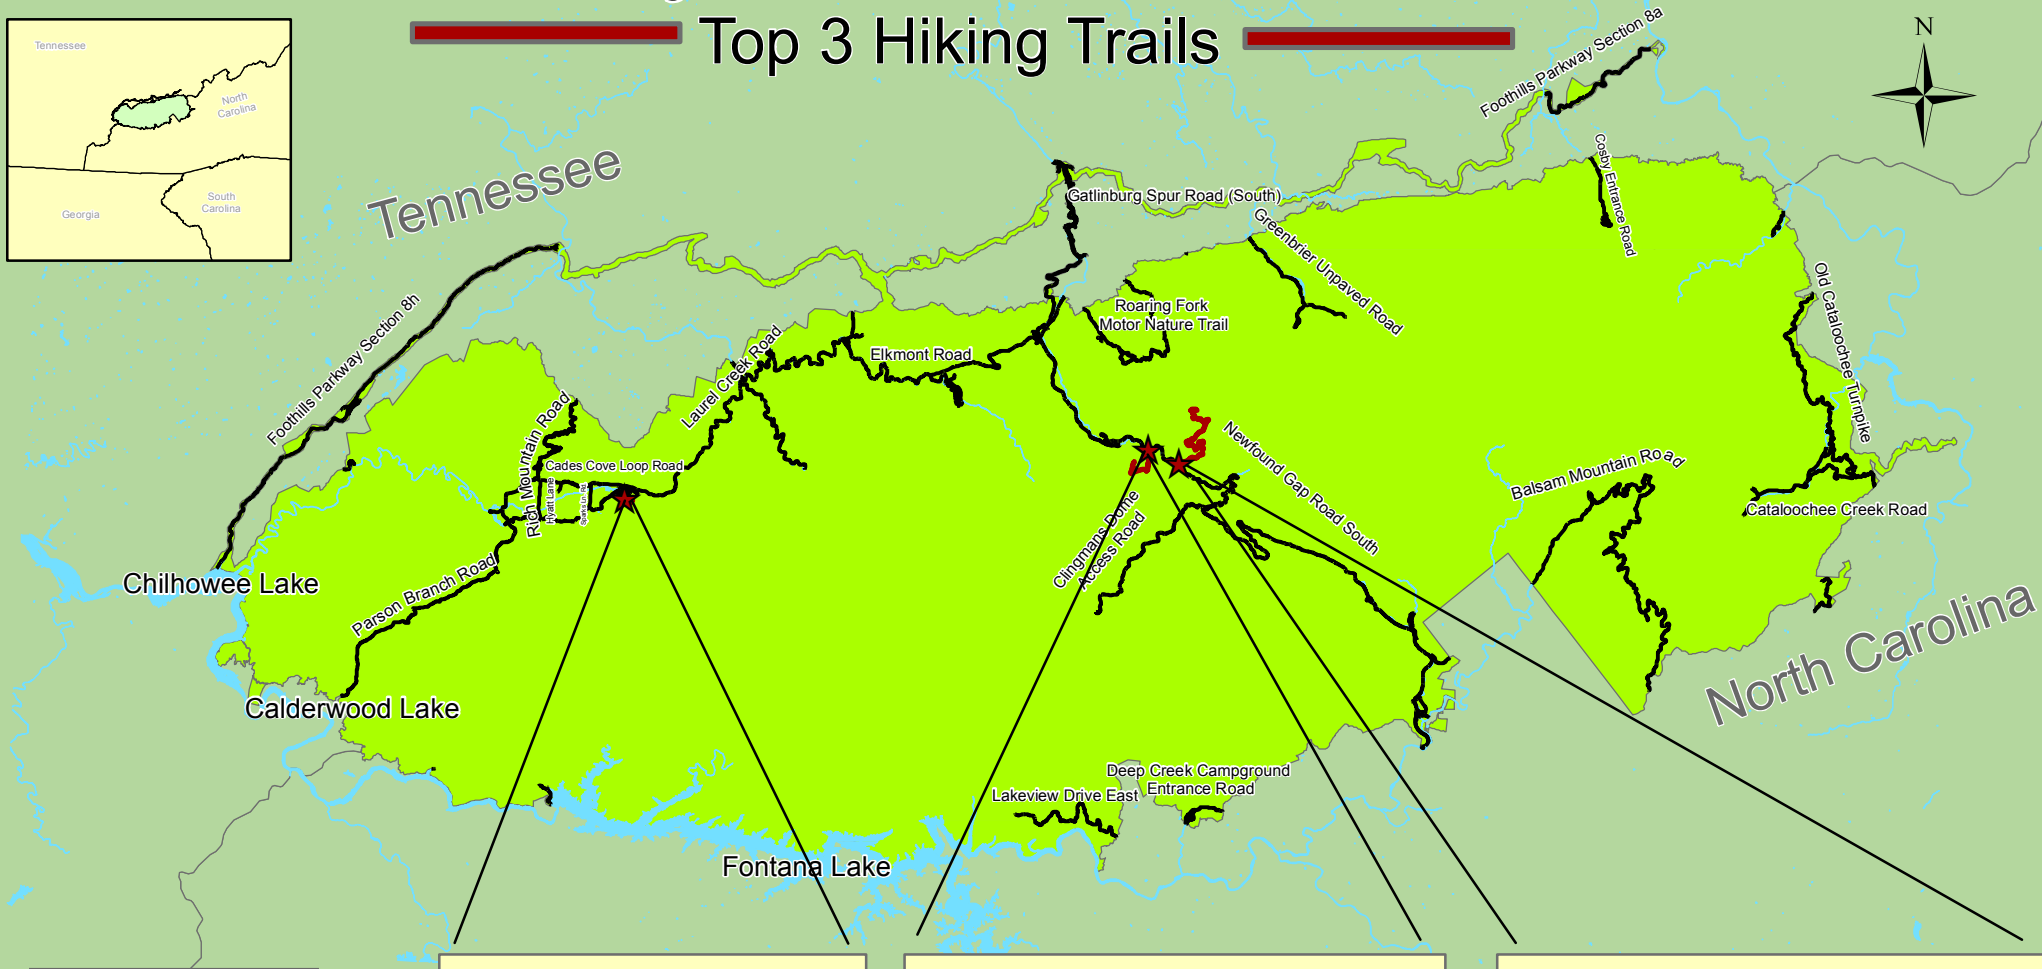 Top 3 Hiking Trails
Tennessee
North
Carolina
South
Carolina
Georgia
N
Foothills Parkway Section 8a
Tennessee
Gatlinburg Spur Road (South)
Cosby Entrance Road
Greenbrier Unpaved Road
Roaring Fork
Motor Nature Trail
Old Cataloochee Turnpike
Foothills Parkway Section 8h
Laurel Creek Road
Elkmont Road
Rich Mountain Road
Cades Cove Loop Road
Hyatt Lane
Sparks Ln. Rd.
Newfound Gap Road South
Balsam Mountain Road
Cataloochee Creek Road
Clingmans Dome
Access Road
Chilhowee Lake
Parson Branch Road
North Carolina
Calderwood Lake
Deep Creek Campground
Entrance Road
Lakeview Drive East
Fontana Lake